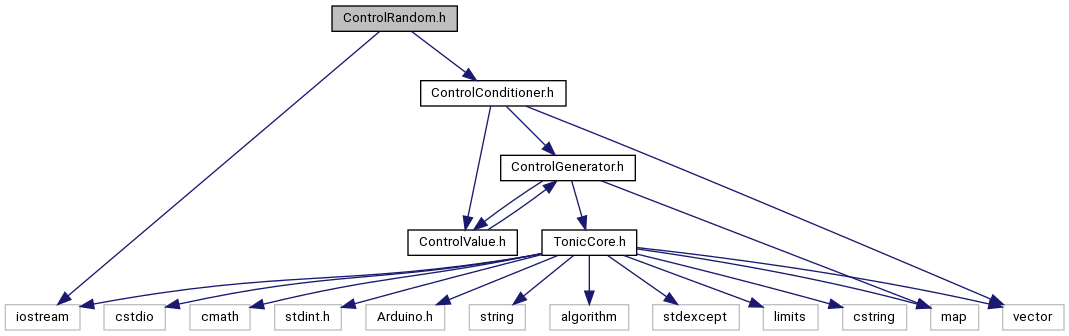 ControlRandom.h
ControlConditioner.h
ControlGenerator.h
ControlValue.h
TonicCore.h
iostream
cstdio
cmath
stdint.h
Arduino.h
string
algorithm
stdexcept
limits
cstring
map
vector